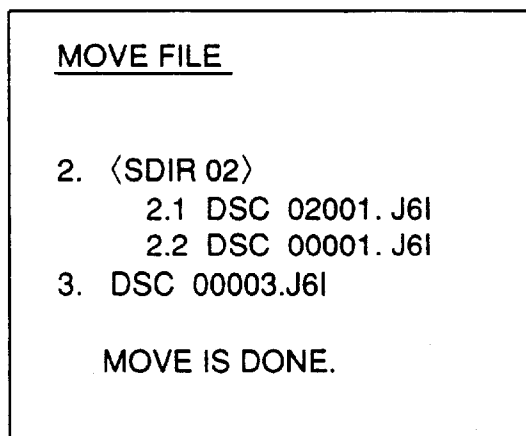 MOVE FILE
2. 〈SDIR 02〉
2.1 DSC 02001. J6I
2.2 DSC 00001. J6I
3. DSC 00003.J6I
MOVE IS DONE.